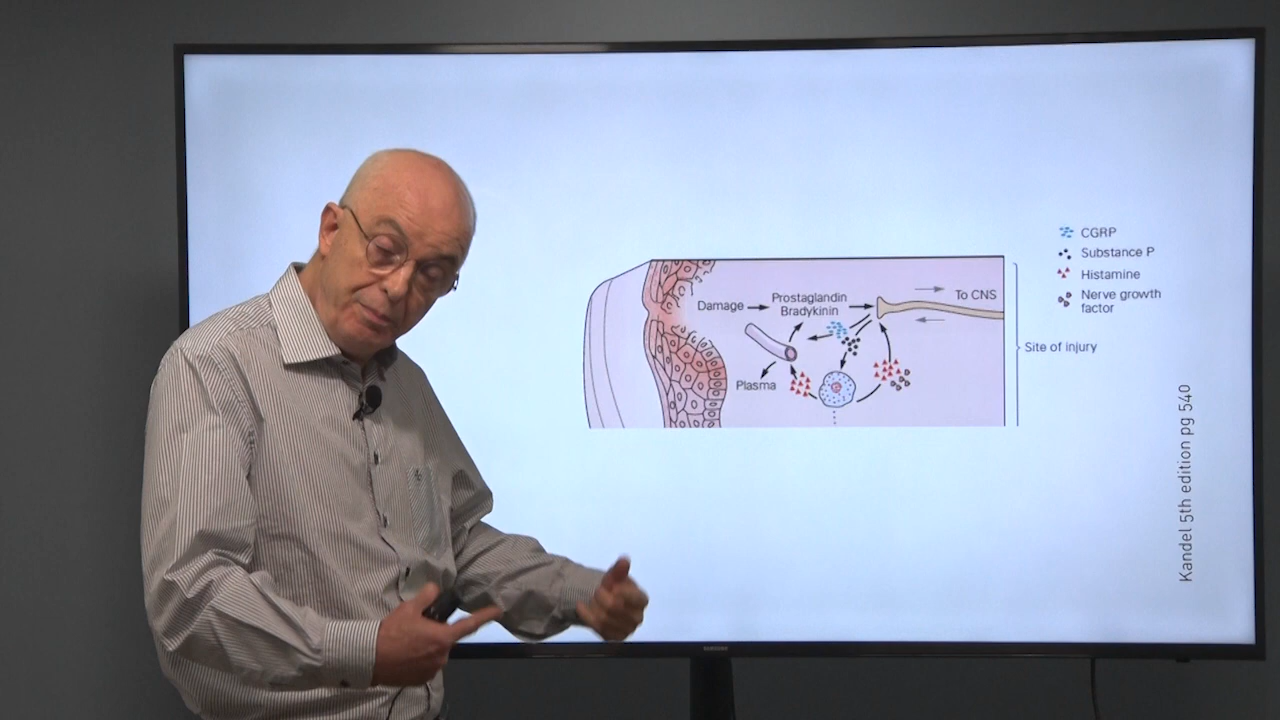 CGRP
Substance P
Histamine
Nerve growth
factor
Damage
Prostaglandin
Bradykinin
To CNS
Plasma
Site of injury
Kandel 5th edition pg 540
SAMSUNG